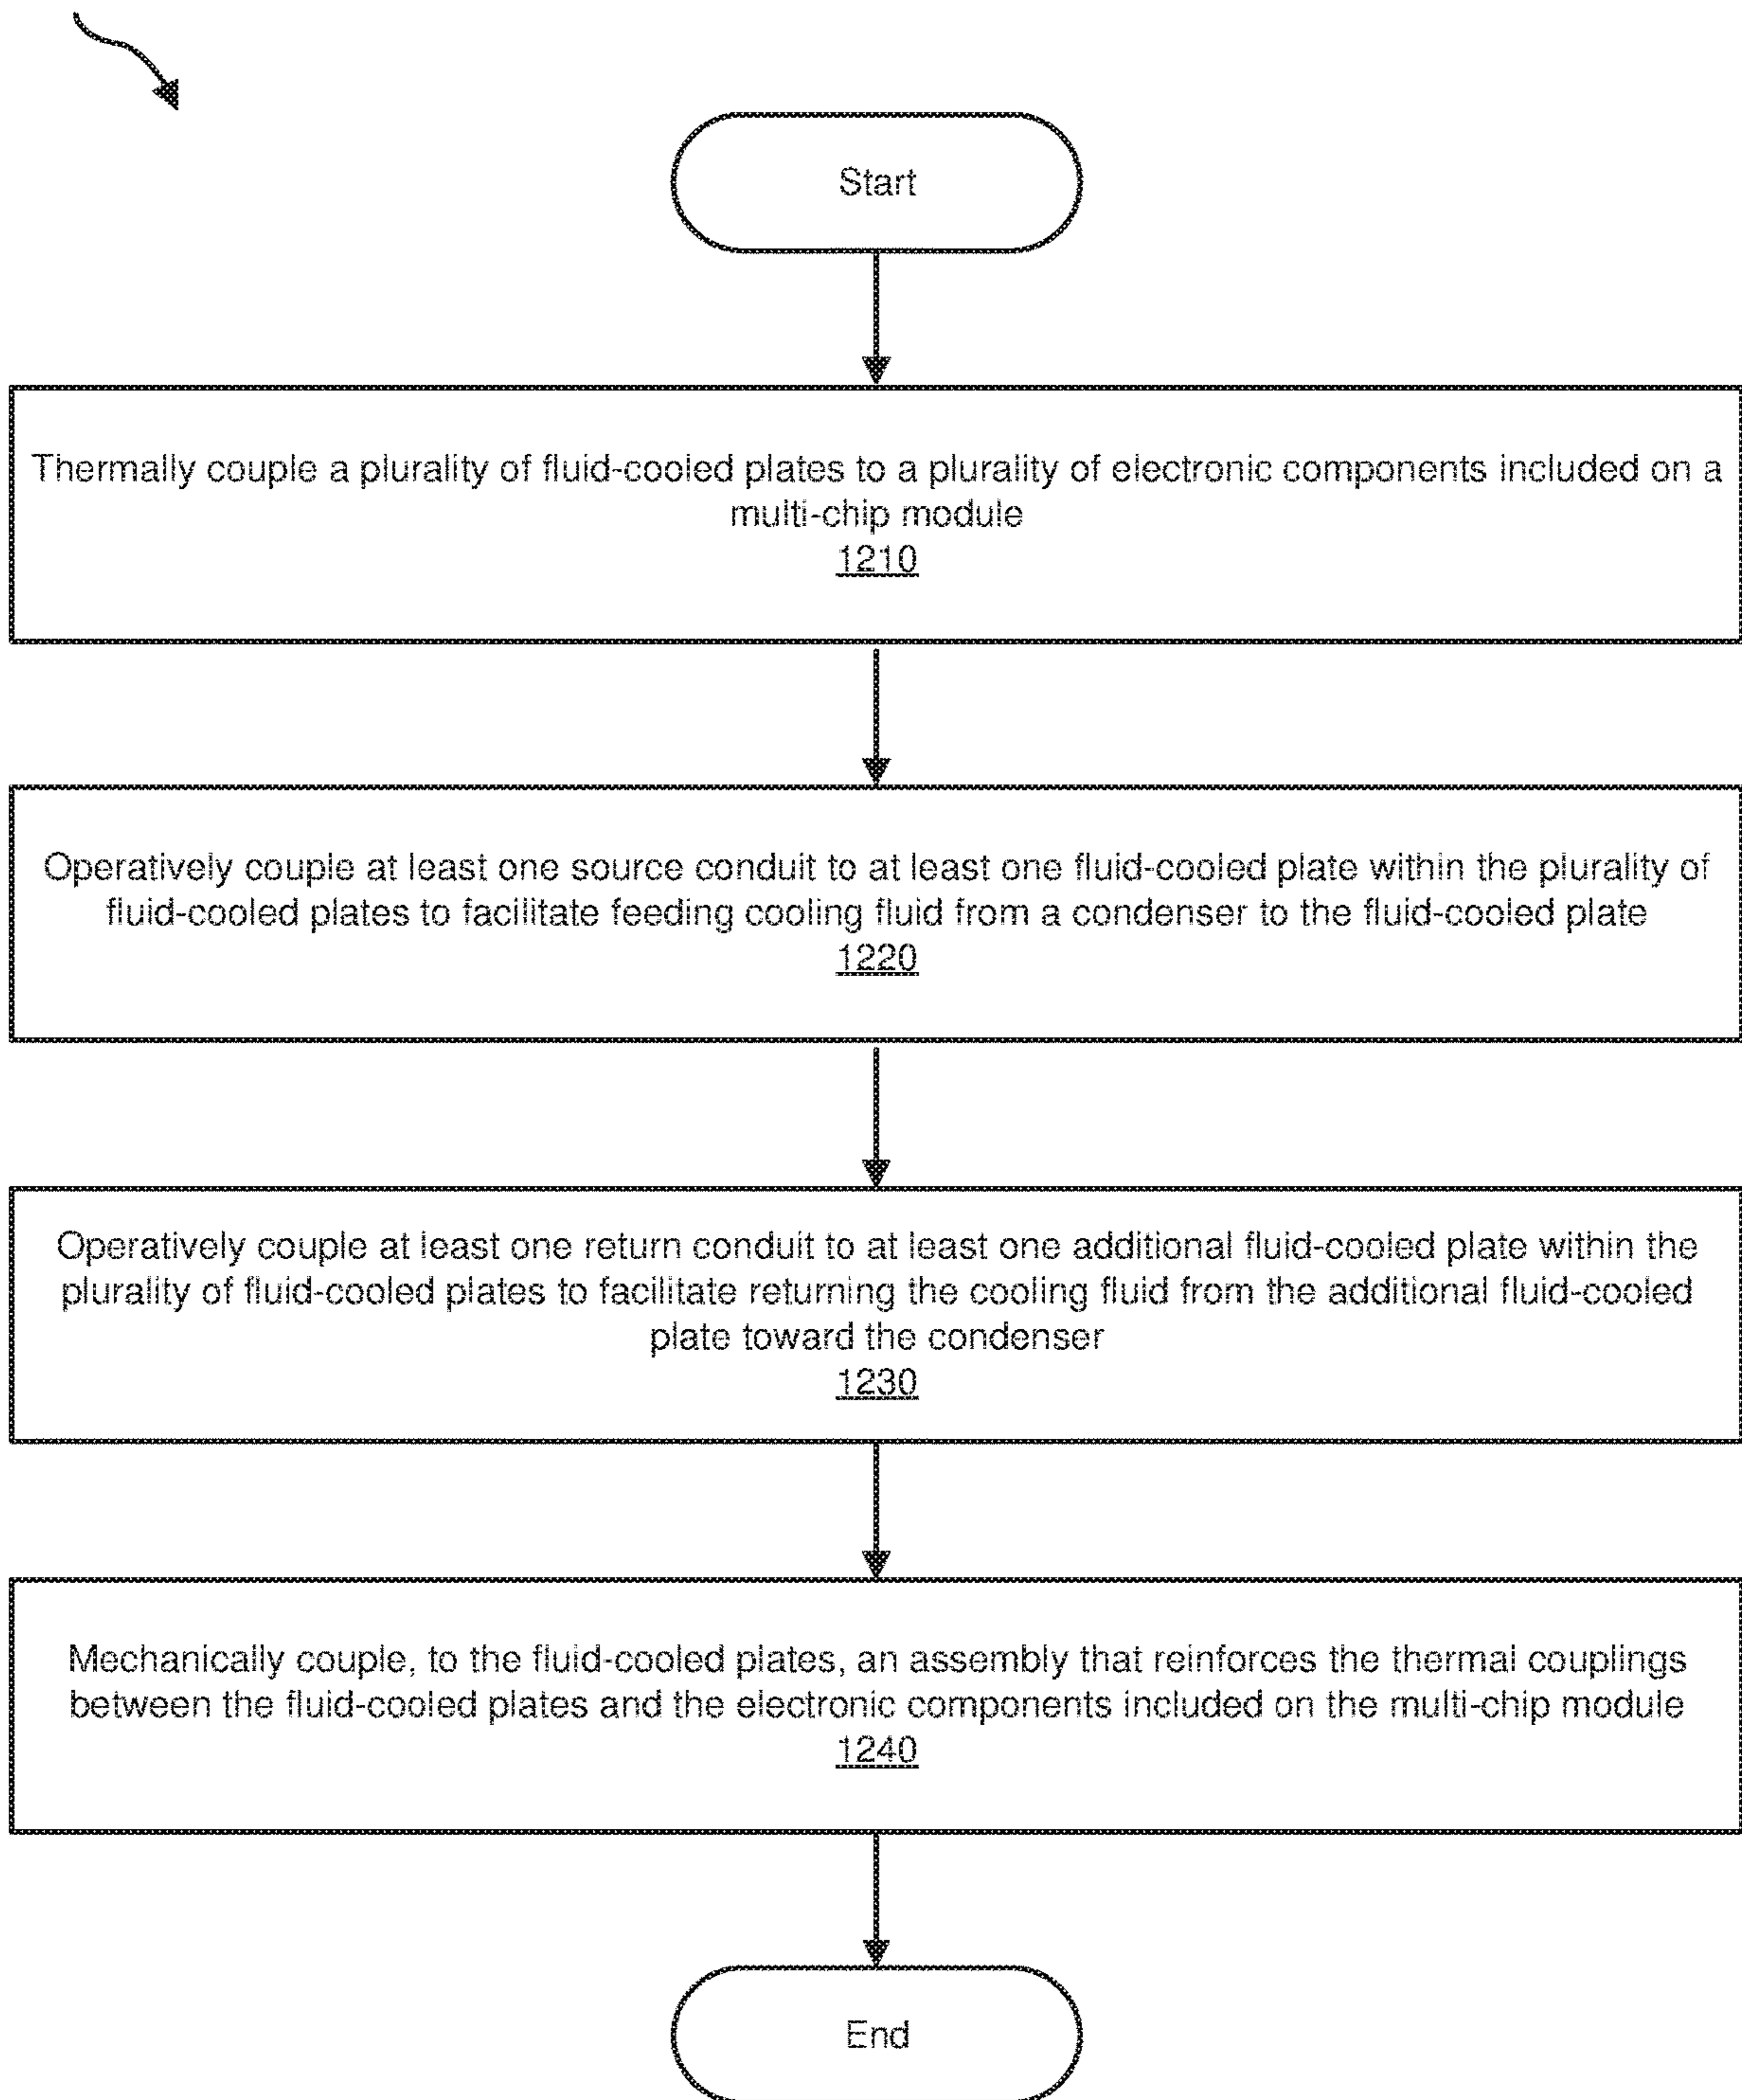 Start
Thermally couple a plurality of fluid-cooled plates to a plurality of electronic components included on a
multi-chip module
1210
Operatively couple at least one source conduit to at least one fluid-cooled plate within the plurality of
fluid-cooled plates to facilitate feeding cooling fluid from a condenser to the fluid-cooled plate
1220
Operatively couple at least one return conduit to at least one additional fluid-cooled plate within the
plurality of fluid-cooled plates to facilitate returning the cooling fluid from the additional fluid-cooled
plate toward the condenser
1230
Mechanically couple, to the fluid-cooled plates, an assembly that reinforces the thermal couplings
between the fluid-cooled plates and the electronic components included on the multi-chip module
1240
End